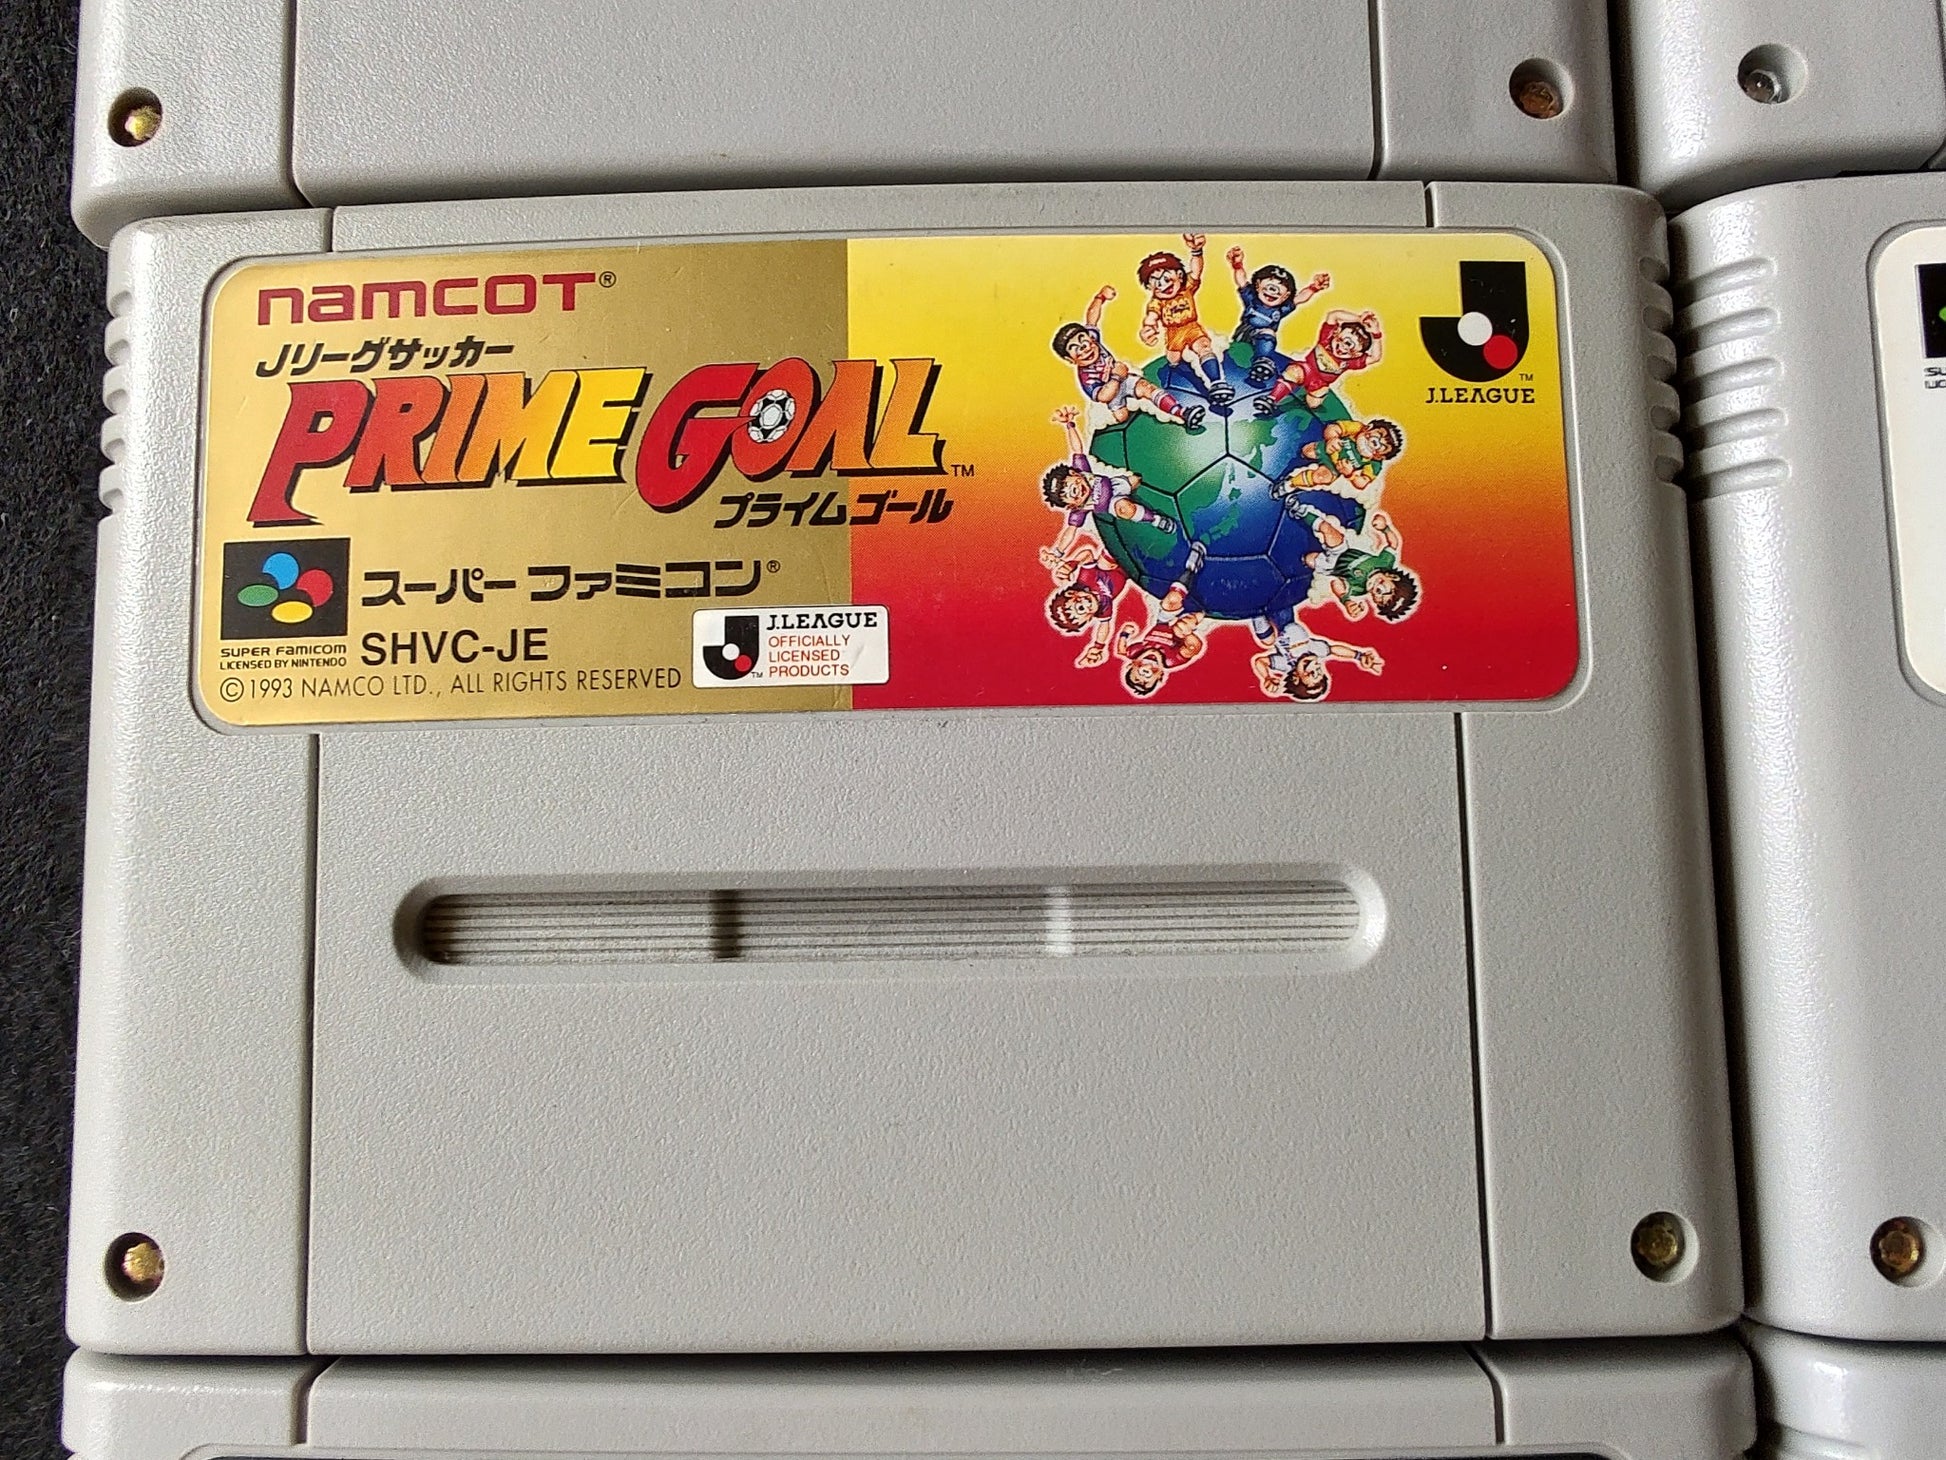 namcot®
Jリーグサッカー
PRIME GOAL™
プライムゴール
スーパーファミコン®
SUPER FAMICOM
LICENSED BY NINTENDO
SHVC-JE
©1993 NAMCO LTD., ALL RIGHTS RESERVED
J.LEAGUE
OFFICIALLY
LICENSED
PRODUCTS
TM
TM
J.LEAGUE